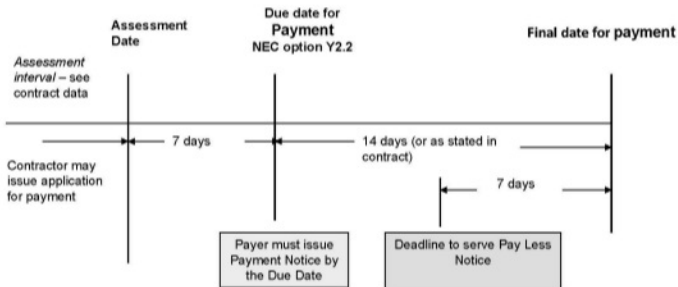 Assessment
Date
Due date for
Payment
NEC option Y2.2
Final date for payment
Assessment
interval – see
contract data
7 days
14 days (or as stated in
contract)
Contractor may
issue application
for payment
7 days
Payer must issue
Payment Notice by
the Due Date
Deadline to serve Pay Less
Notice